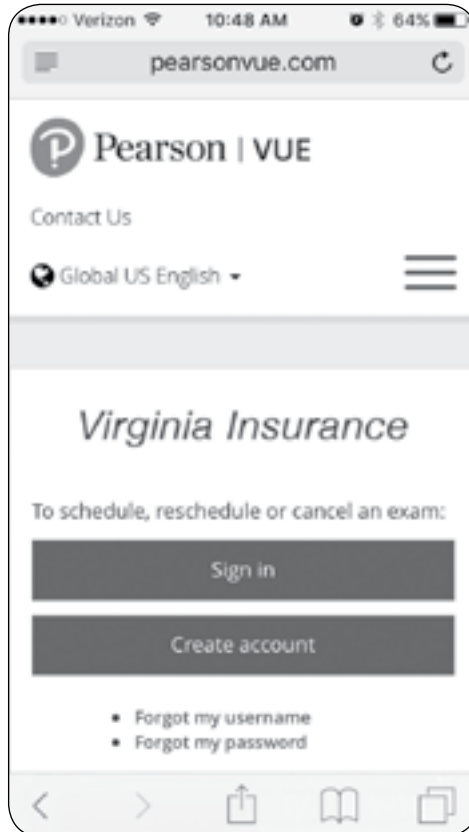 Verizon 10:48 AM 64%
pearsonvue.com
Pearson | VUE
Contact Us
Global US English
Virginia Insurance
To schedule, reschedule or cancel an exam:
Sign in
Create account
• Forgot my username
• Forgot my password